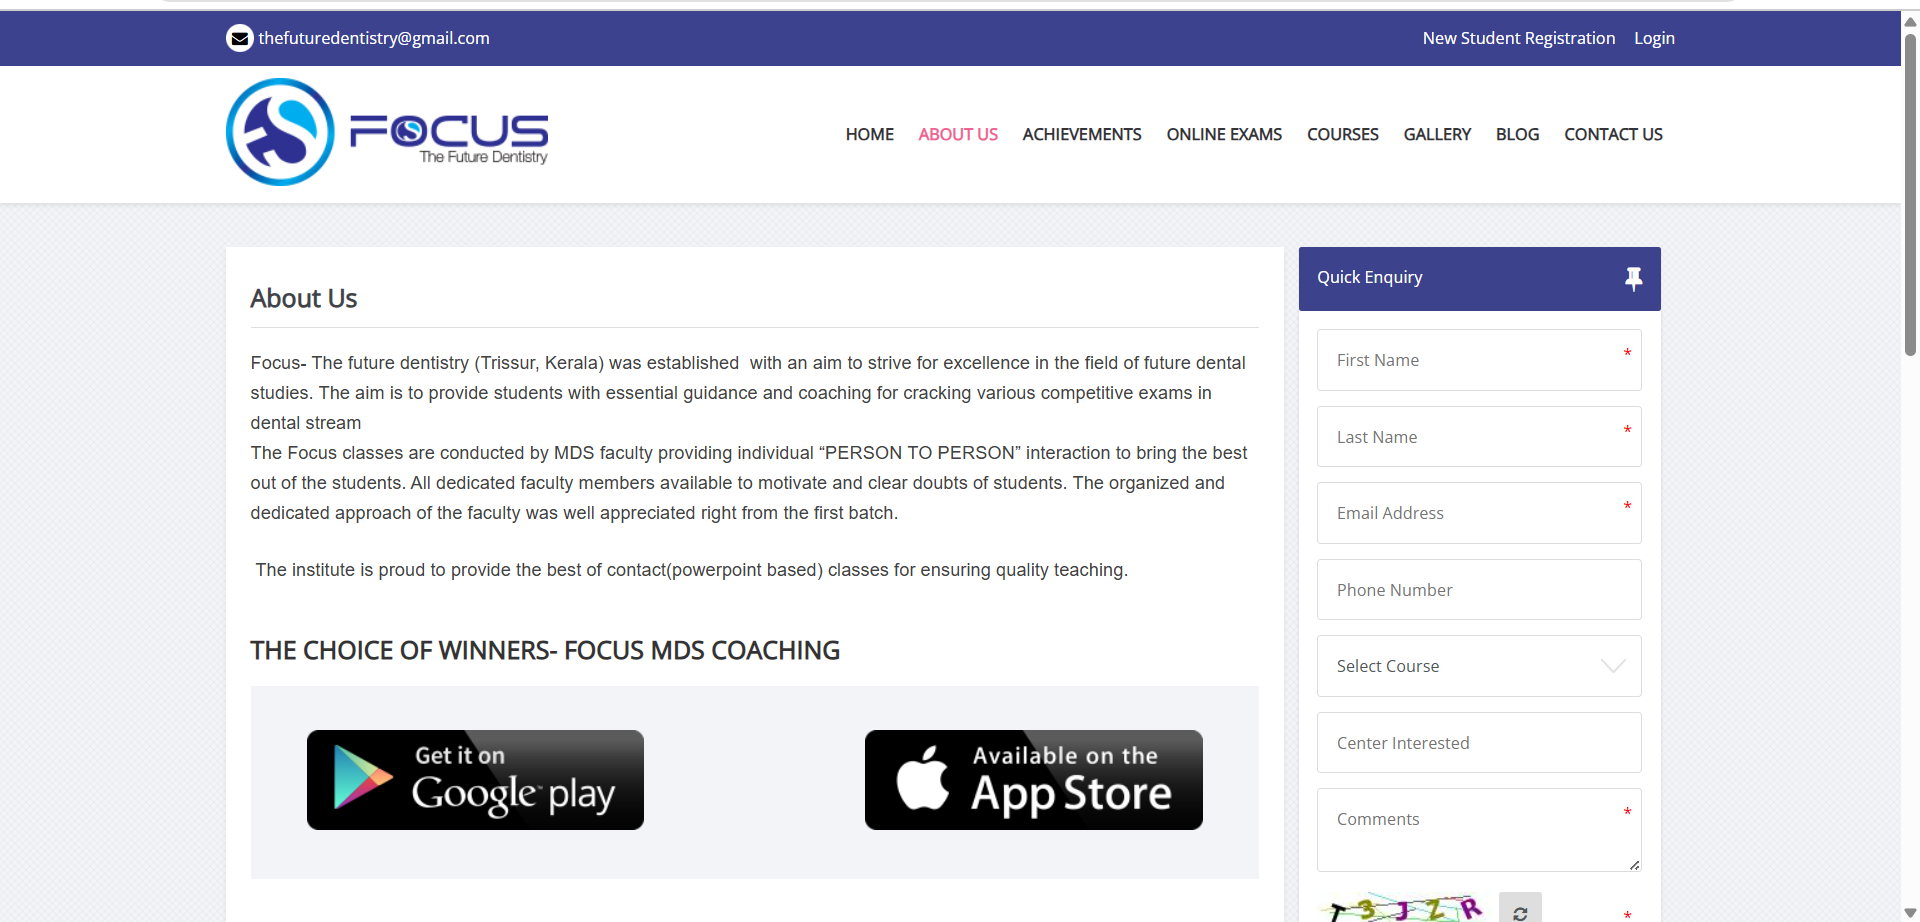 thefuturedentistry@gmail.com
New Student Registration Login
FOCUS
The Future Dentistry
HOME ABOUT US ACHIEVEMENTS ONLINE EXAMS COURSES GALLERY BLOG CONTACT US
About Us
Focus- The future dentistry (Trissur, Kerala) was established  with an aim to strive for excellence in the field of future dental
studies. The aim is to provide students with essential guidance and coaching for cracking various competitive exams in
dental stream
The Focus classes are conducted by MDS faculty providing individual “PERSON TO PERSON” interaction to bring the best
out of the students. All dedicated faculty members available to motivate and clear doubts of students. The organized and
dedicated approach of the faculty was well appreciated right from the first batch.
The institute is proud to provide the best of contact(powerpoint based) classes for ensuring quality teaching.
THE CHOICE OF WINNERS- FOCUS MDS COACHING
Get it on
Google play
Available on the
App Store
Quick Enquiry
First Name *
Last Name *
Email Address *
Phone Number
Select Course
Center Interested
Comments *
T3JZR *